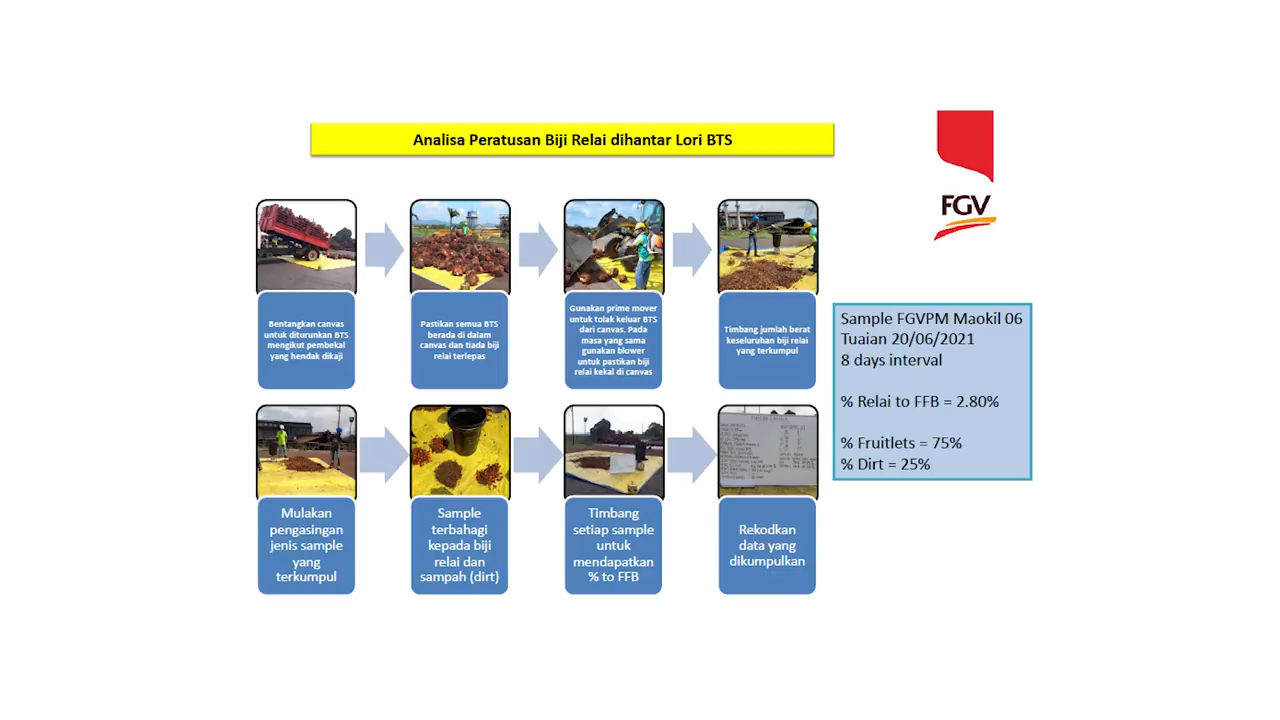 Analisa Peratusan Biji Relai dihantar Lori BTS
FGV
Bentangkan canvas
untuk diturunkan BTS
mengikut pembekal
yang hendak dikaji
Pastikan semua BTS
berada di dalam
canvas dan tiada biji
relai terlepas
Gunakan prime mover
untuk tolak keluar BTS
dari canvas. Pada
masa yang sama
gunakan blower
untuk pastikan biji
relai kekal di canvas
Timbang jumlah berat
keseluruhan biji relai
yang terkumpul
Sample FGVPM Maokil 06
Tuaian 20/06/2021
8 days interval
% Relai to FFB = 2.80%
% Fruitlets = 75%
% Dirt = 25%
Mulakan
pengasingan
jenis sample
yang
terkumpul
Sample
terbahagi
kepada biji
relai dan
sampah (dirt)
Timbang
setiap sample
untuk
mendapatkan
% to FFB
Rekodkan
data yang
dikumpulkan